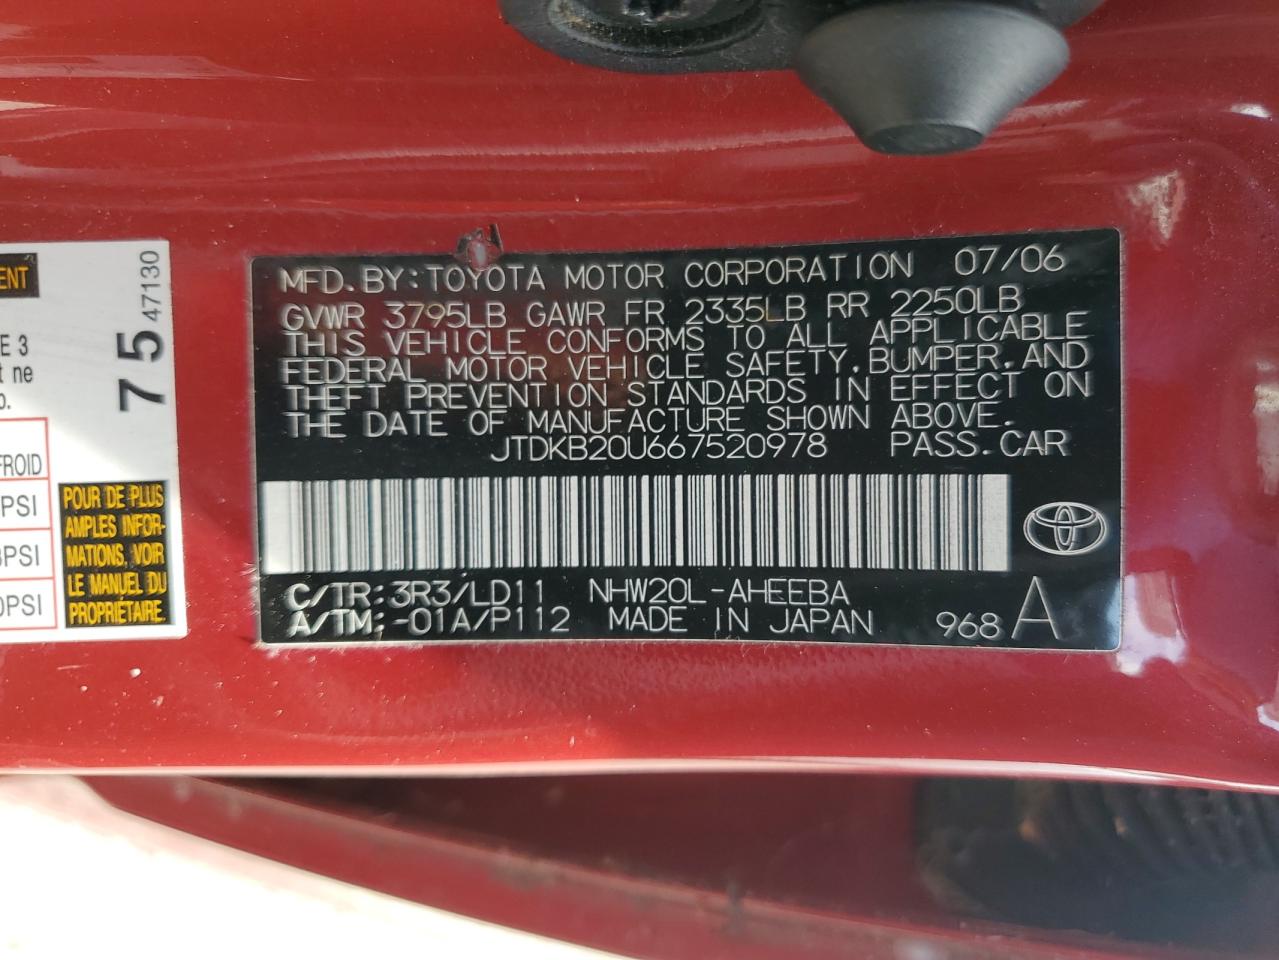 MFD.BY:TOYOTA MOTOR CORPORATION 07/06
GVWR 3795LB GAWR FR 2335LB RR 2250LB
THIS VEHICLE CONFORMS TO ALL APPLICABLE
FEDERAL MOTOR VEHICLE SAFETY,BUMPER,AND
THEFT PREVENTION STANDARDS IN EFFECT ON
THE DATE OF MANUFACTURE SHOWN ABOVE.
JTDKB20U667520978 PASS.CAR
C/TR:3R3/LD11 NHW20L-AHEEBA
A/TM:-01A/P112 MADE IN JAPAN 968 A
ENT
E 3
t ne
o.
75 47130
FROID
PSI
PSI
PSI
POUR DE PLUS
AMPLES INFOR-
MATIONS, VOIR
LE MANUEL DU
PROPRIÉTAIRE.